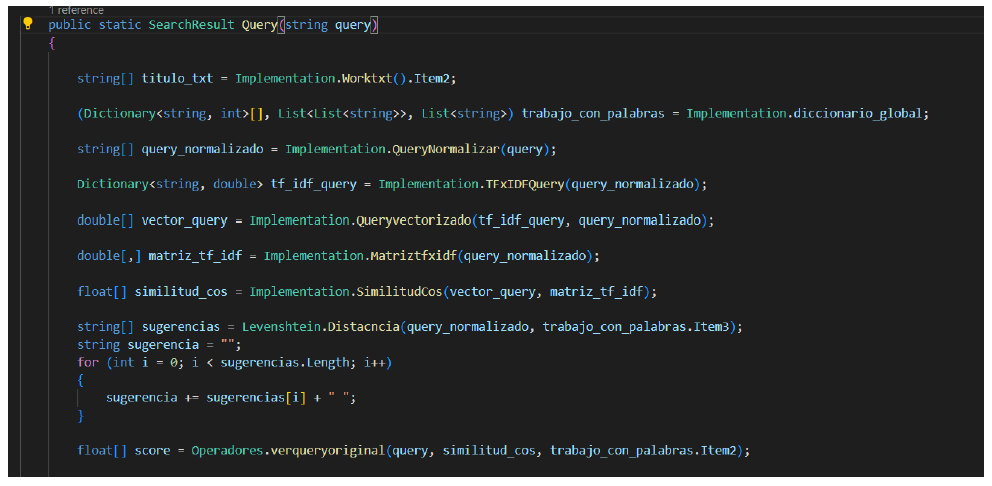 1 reference
public static SearchResult Query(string query)
{
string[] titulo_txt = Implementation.Worktxt().Item2;
(Dictionary<string, int>[], List<List<string>>, List<string>) trabajo_con_palabras = Implementation.diccionario_global;
string[] query_normalizado = Implementation.QueryNormalizar(query);
Dictionary<string, double> tf_idf_query = Implementation.TFxIDFQuery(query_normalizado);
double[] vector_query = Implementation.Queryvectorizado(tf_idf_query, query_normalizado);
double[,] matriz_tf_idf = Implementation.Matriztfxidf(query_normalizado);
float[] similitud_cos = Implementation.SimilitudCos(vector_query, matriz_tf_idf);
string[] sugerencias = Levenshtein.Distacncia(query_normalizado, trabajo_con_palabras.Item3);
string sugerencia = "";
for (int i = 0; i < sugerencias.Length; i++)
{
sugerencia += sugerencias[i] + " ";
}
float[] score = Operadores.verqueryoriginal(query, similitud_cos, trabajo_con_palabras.Item2);